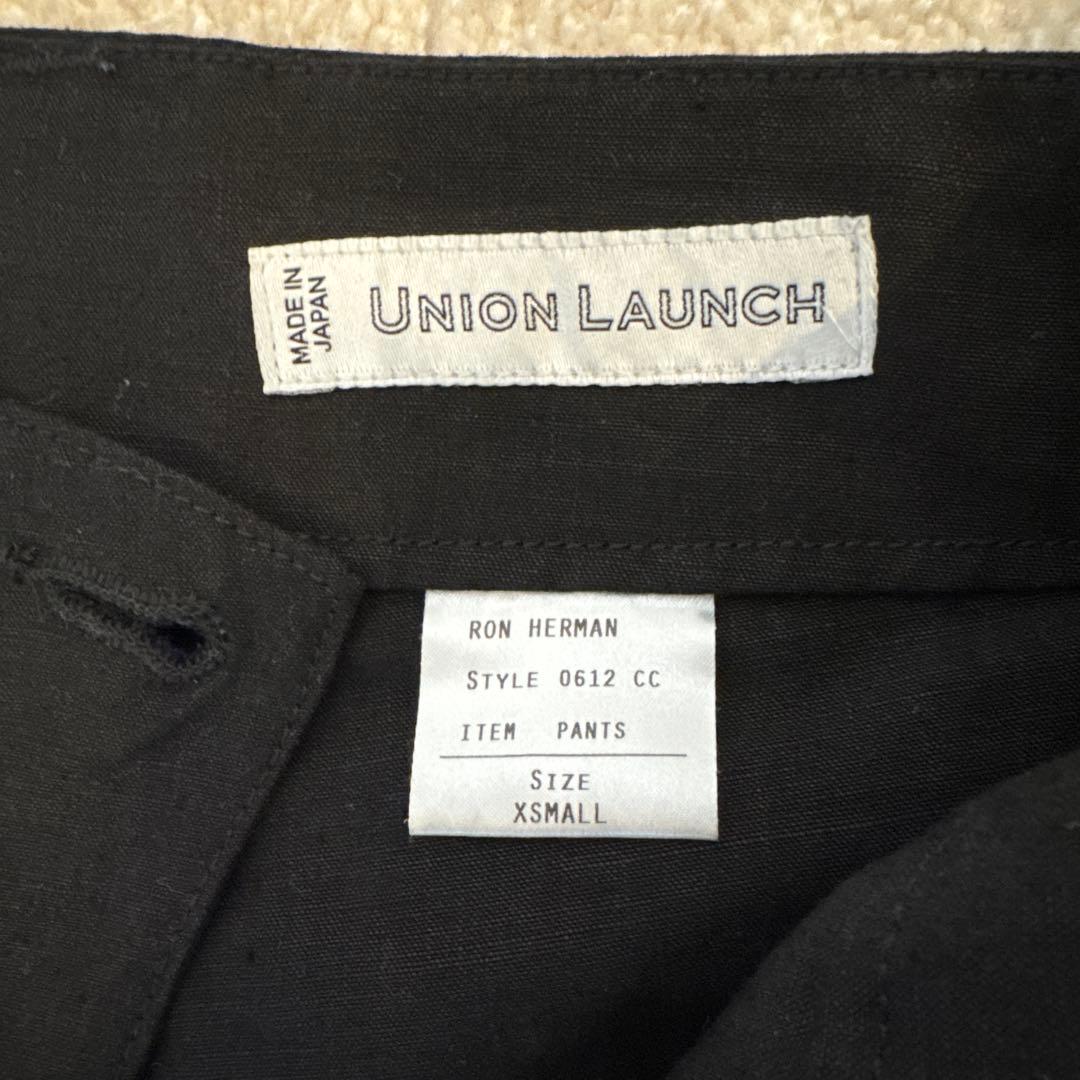 MADE IN
JAPAN
UNION LAUNCH
RON HERMAN
STYLE 0612 CC
ITEM PANTS
SIZE
XSMALL